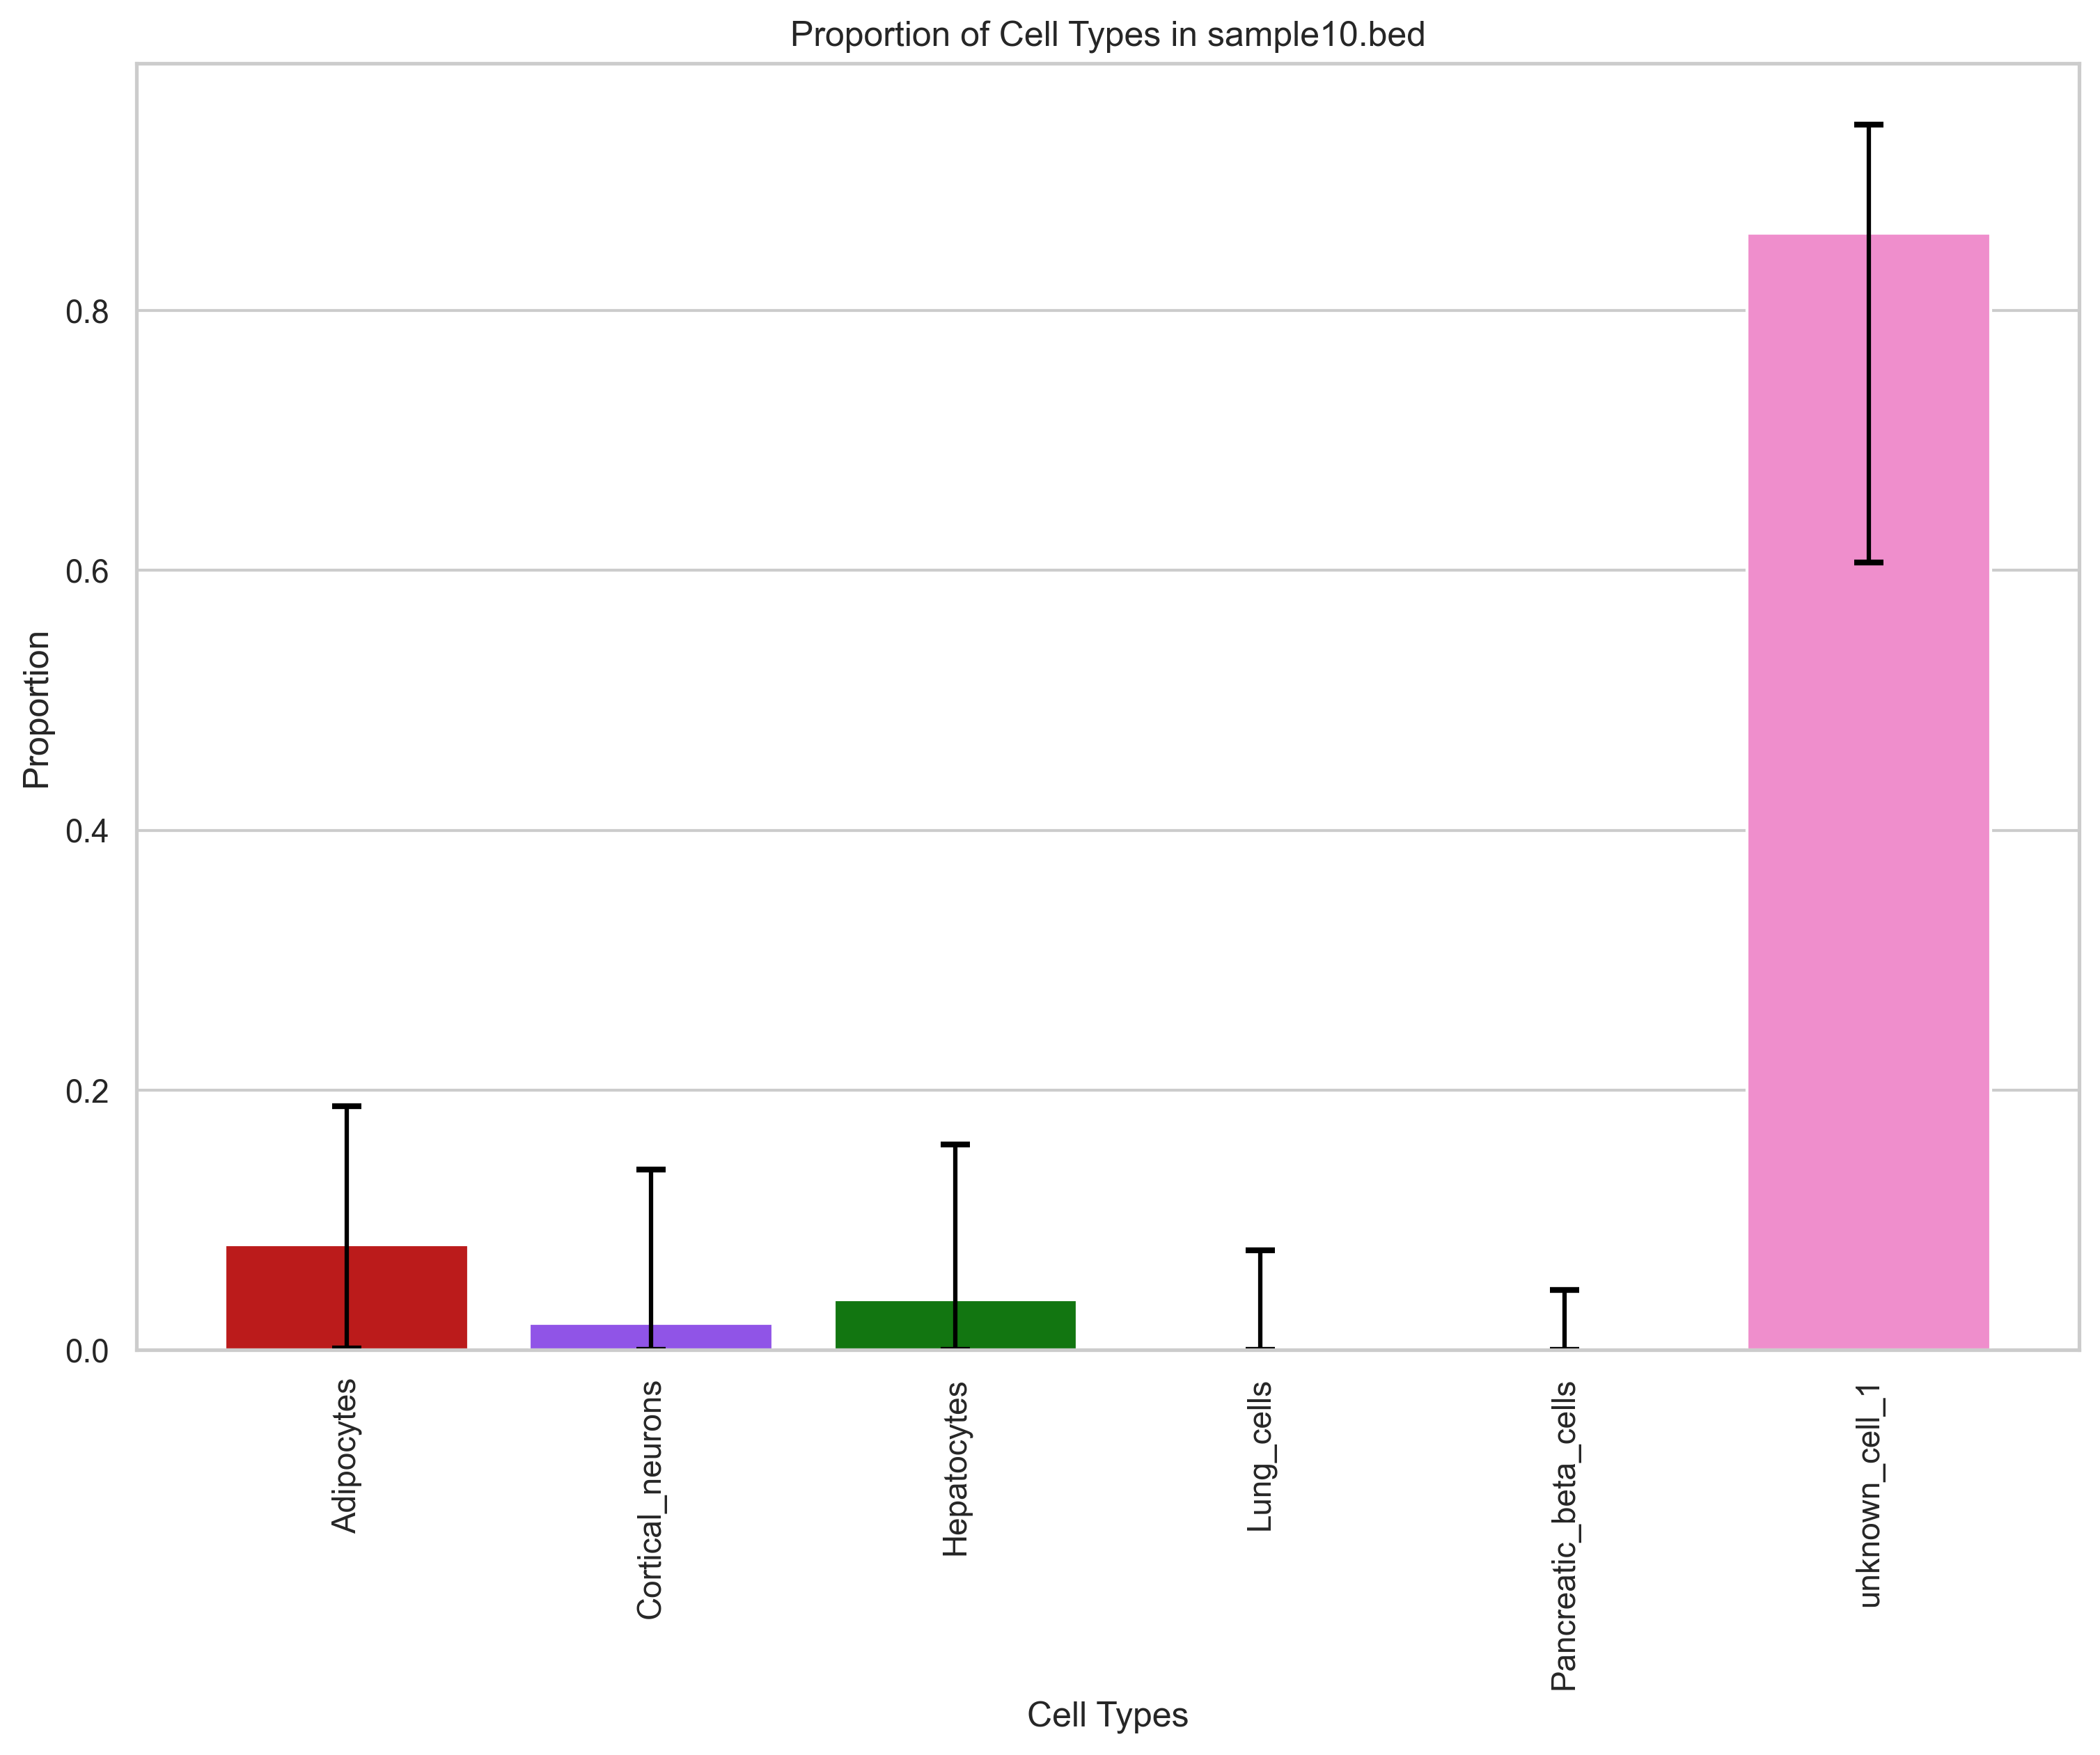 Proportion of Cell Types in sample10.bed
Proportion
0.8
0.6
0.4
0.2
0.0
Adipocytes
Cortical_neurons
Hepatocytes
Lung_cells
Pancreatic_beta_cells
unknown_cell_1
Cell Types